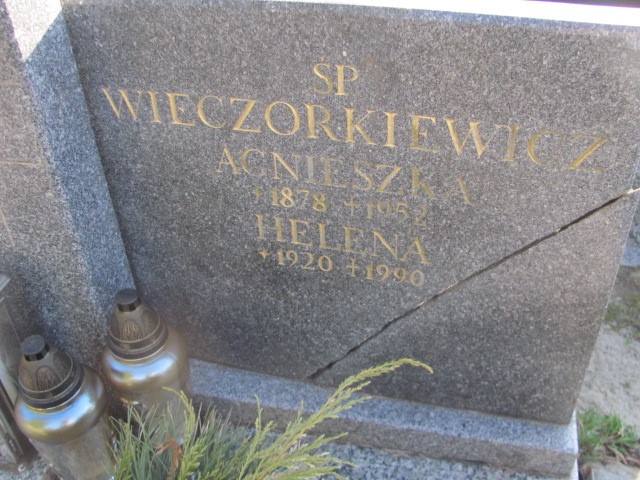 SP
WIECZORKIEWICZ
AGNIESZKA
* 1878 + 1952
HELENA
* 1920 + 1990